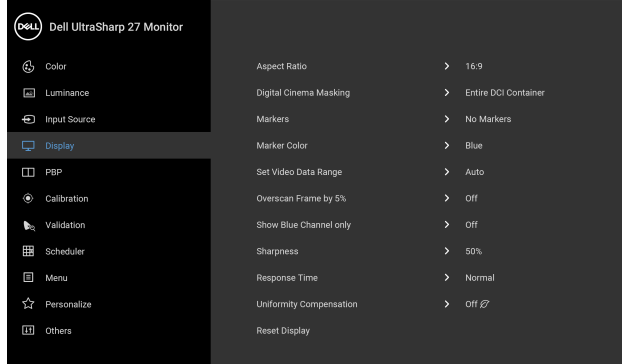 DELL Dell UltraSharp 27 Monitor
Color
Luminance
Input Source
Display
PBP
Calibration
Validation
Scheduler
Menu
Personalize
Others
Aspect Ratio > 16:9
Digital Cinema Masking > Entire DCI Container
Markers > No Markers
Marker Color > Blue
Set Video Data Range > Auto
Overscan Frame by 5% > Off
Show Blue Channel only > Off
Sharpness > 50%
Response Time > Normal
Uniformity Compensation > Off
Reset Display